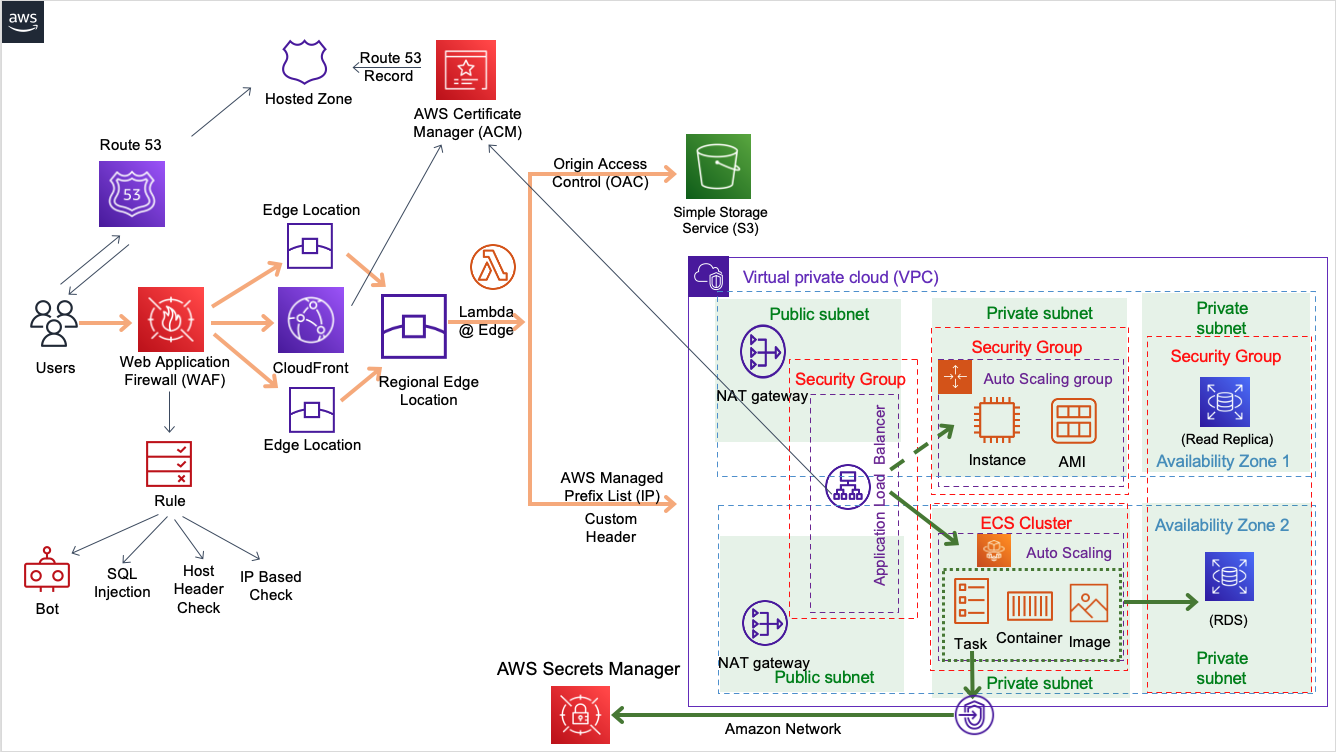 aws
Route 53
Record
Hosted Zone
AWS Certificate
Manager (ACM)
Route 53
53
Origin Access
Control (OAC)
Simple Storage
Service (S3)
Edge Location
Lambda
@ Edge
Users
Web Application
Firewall (WAF)
CloudFront
Regional Edge
Location
Edge Location
Rule
Bot
SQL
Injection
Host
Header
Check
IP Based
Check
AWS Managed
Prefix List (IP)
Custom
Header
Virtual private cloud (VPC)
Public subnet
Private subnet
Private
subnet
NAT gateway
Security Group
Application Load Balancer
Security Group
Auto Scaling group
Instance
AMI
Security Group
(Read Replica)
Availability Zone 1
Availability Zone 2
ECS Cluster
Auto Scaling
Task
Container
Image
(RDS)
NAT gateway
Public subnet
Private subnet
Private
subnet
AWS Secrets Manager
Amazon Network